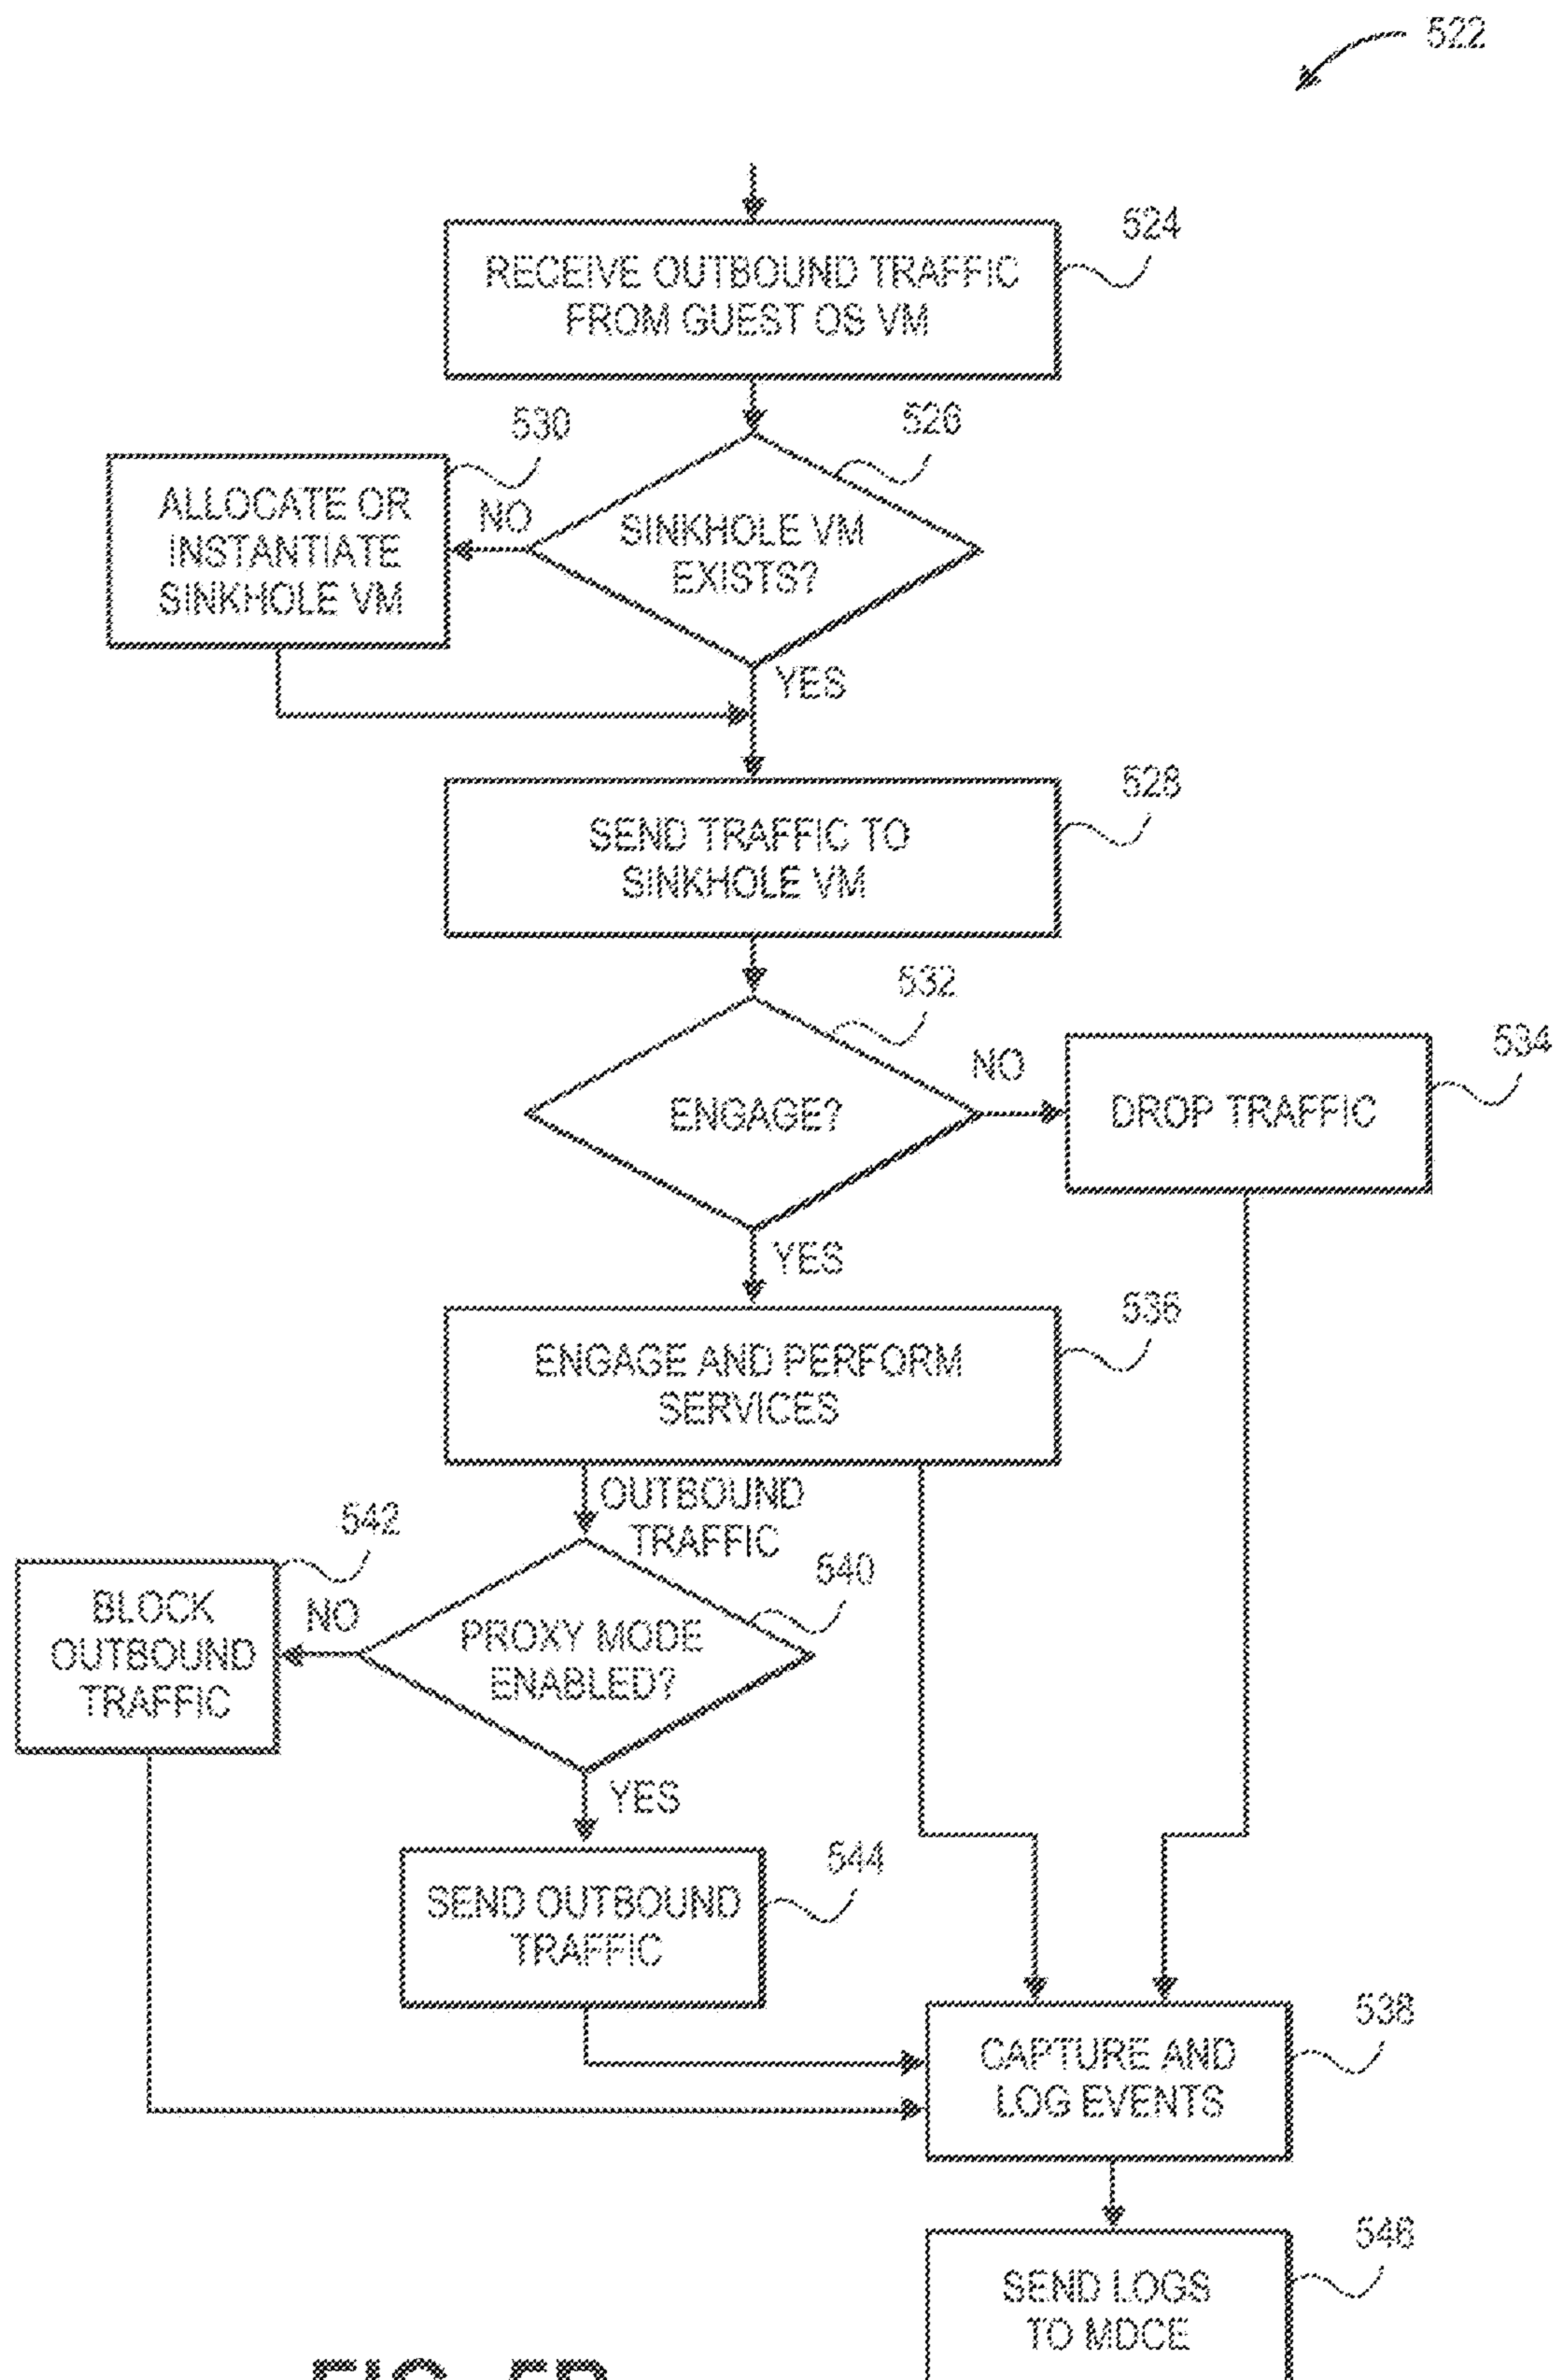 522
RECEIVE OUTBOUND TRAFFIC
FROM GUEST OS VM
524
526
530
ALLOCATE OR
INSTANTIATE
SINKHOLE VM
NO
SINKHOLE VM
EXISTS?
YES
SEND TRAFFIC TO
SINKHOLE VM
528
532
ENGAGE?
NO
DROP TRAFFIC
534
YES
ENGAGE AND PERFORM
SERVICES
536
OUTBOUND
TRAFFIC
542
BLOCK
OUTBOUND
TRAFFIC
NO
PROXY MODE
ENABLED?
540
YES
SEND OUTBOUND
TRAFFIC
544
CAPTURE AND
LOG EVENTS
538
SEND LOGS
TO MDCE
546